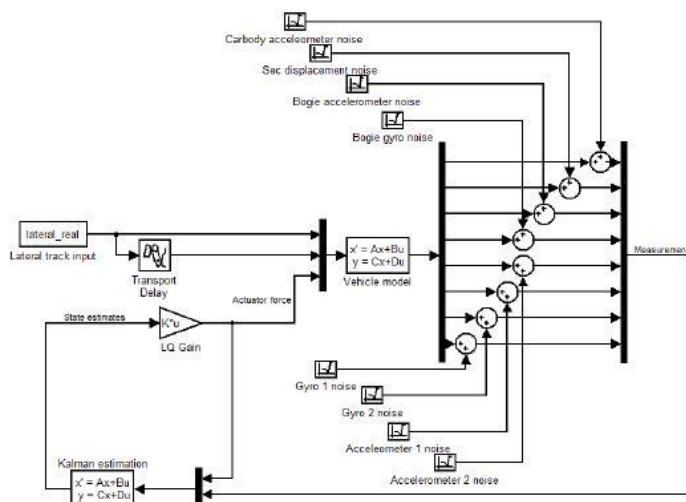 Carbody acceleometer noise
Sec displacement noise
Bogie accelerometer noise
Bogie gyro noise
lateral_real
Lateral track input
Transport
Delay
x' = Ax+Bu
y = Cx+Du
Vehicle model
Measurement
Actuator force
State estimates
K*u
LQ Gain
Gyro 1 noise
Gyro 2 noise
Acceleometer 1 noise
Accelerometer 2 noise
Kalman estimation
x' = Ax+Bu
y = Cx+Du